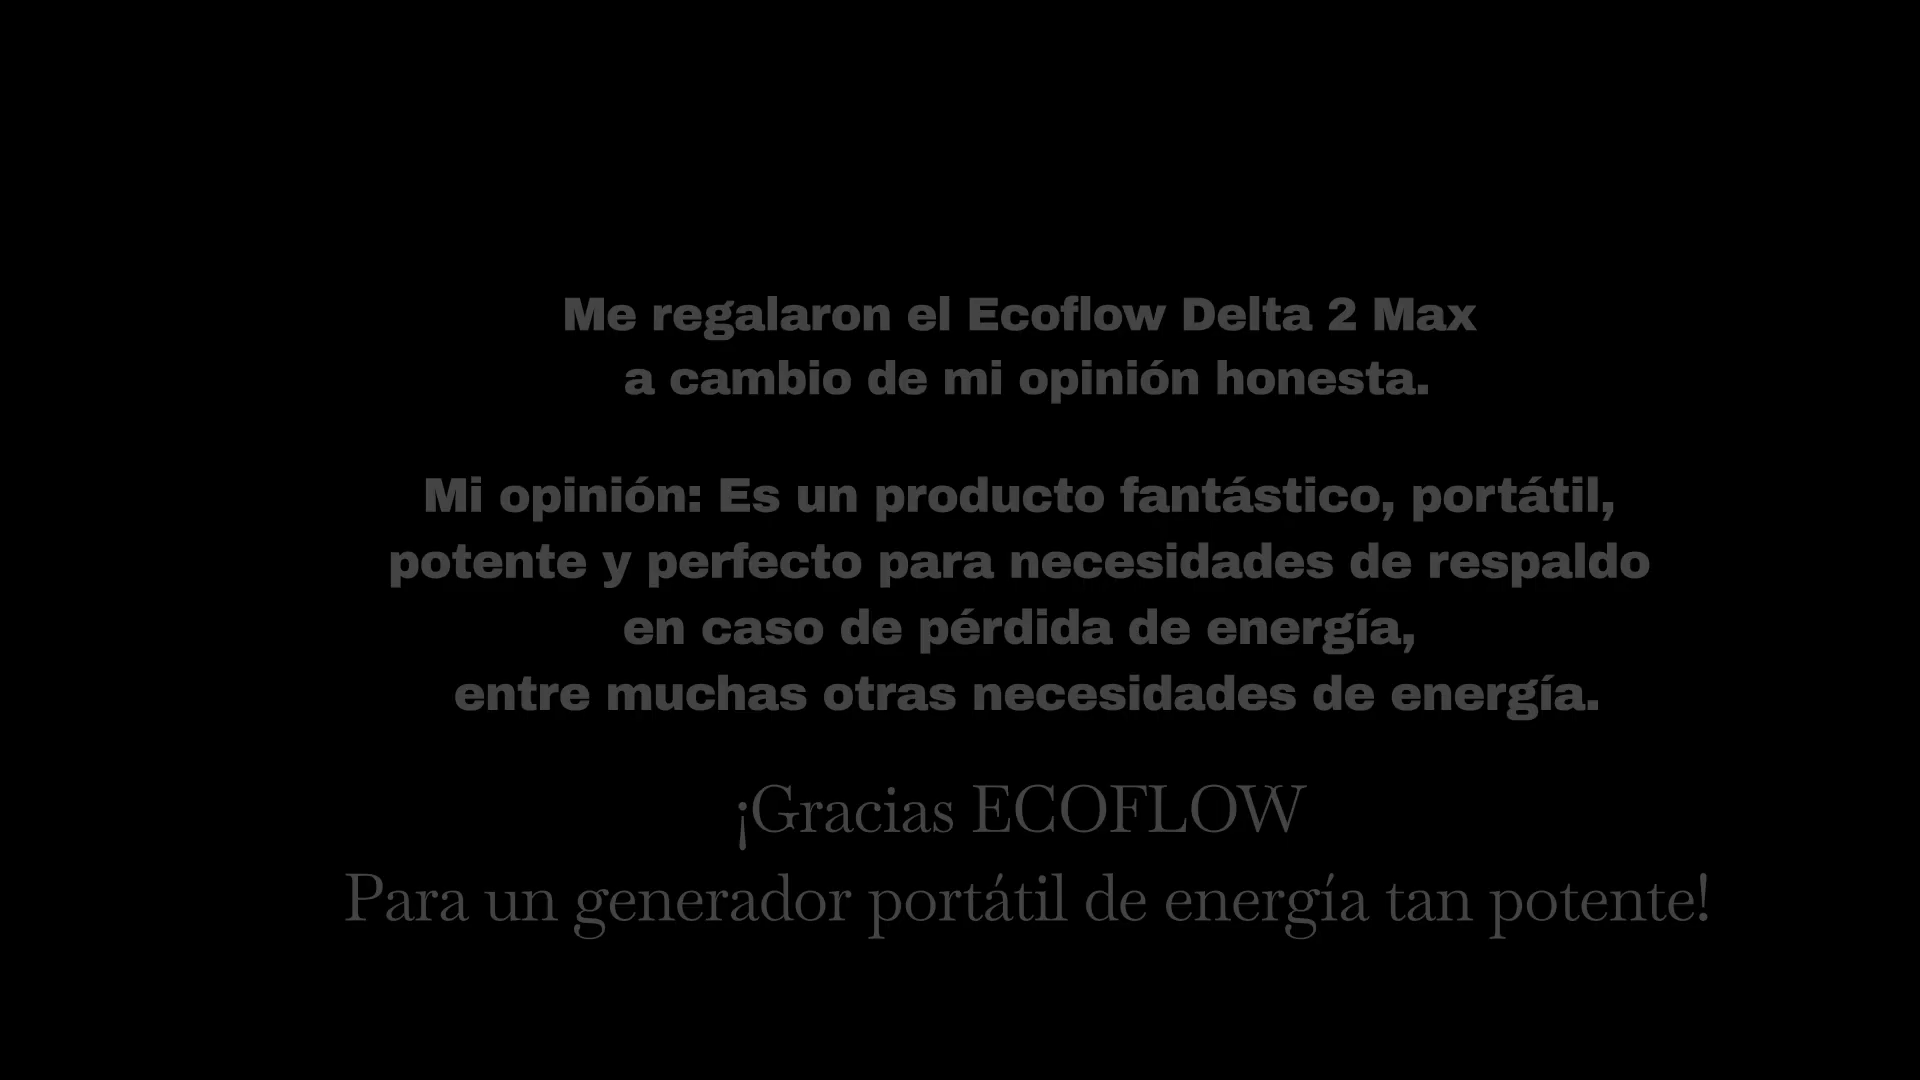 Me regalaron el Ecoflow Delta 2 Max
a cambio de mi opinión honesta.
Mi opinión: Es un producto fantástico, portátil,
potente y perfecto para necesidades de respaldo
en caso de pérdida de energía,
entre muchas otras necesidades de energía.
¡Gracias ECOFLOW
Para un generador portátil de energía tan potente!